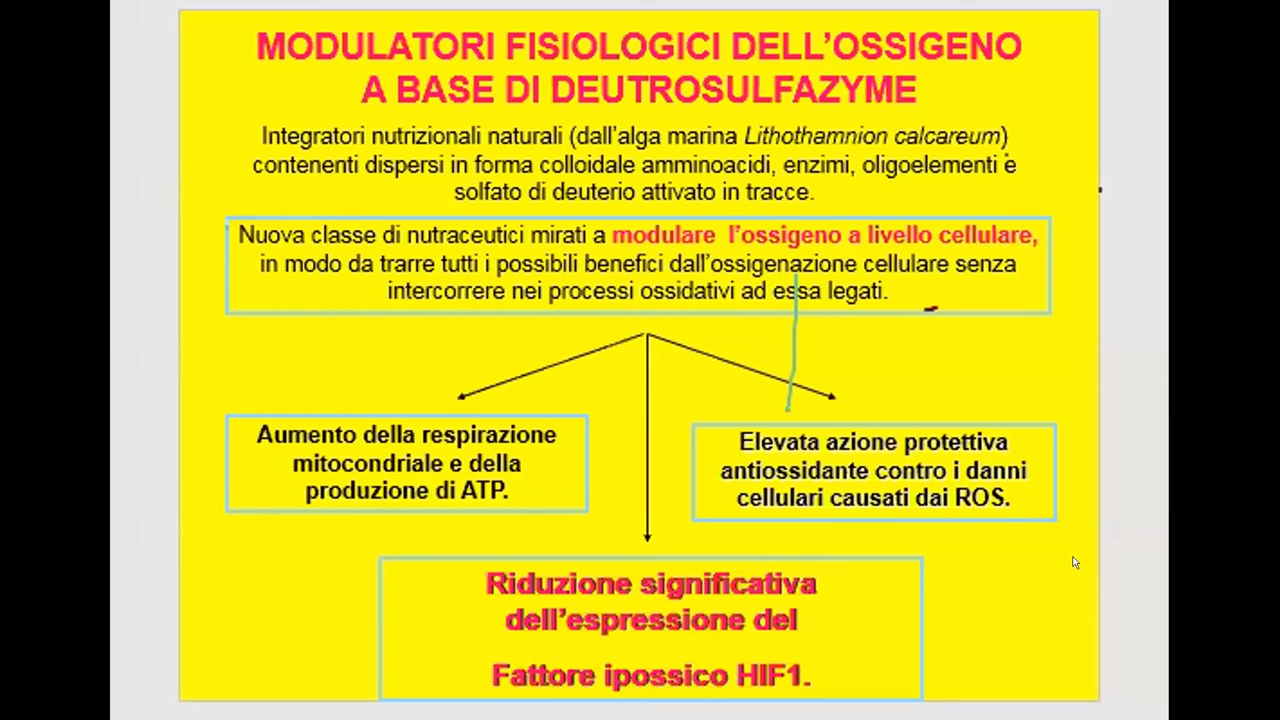 MODULATORI FISIOLOGICI DELL'OSSIGENO
A BASE DI DEUTROSULFAZYME
Integratori nutrizionali naturali (dall'alga marina Lithothamnion calcareum)
contenenti dispersi in forma colloidale amminoacidi, enzimi, oligoelementi e
solfato di deuterio attivato in tracce.
Nuova classe di nutraceutici mirati a modulare l'ossigeno a livello cellulare,
in modo da trarre tutti i possibili benefici dall'ossigenazione cellulare senza
intercorrere nei processi ossidativi ad essa legati.
Aumento della respirazione
mitocondriale e della
produzione di ATP.
Elevata azione protettiva
antiossidante contro i danni
cellulari causati dai ROS.
Riduzione significativa
dell'espressione del
Fattore ipossico HIF1.